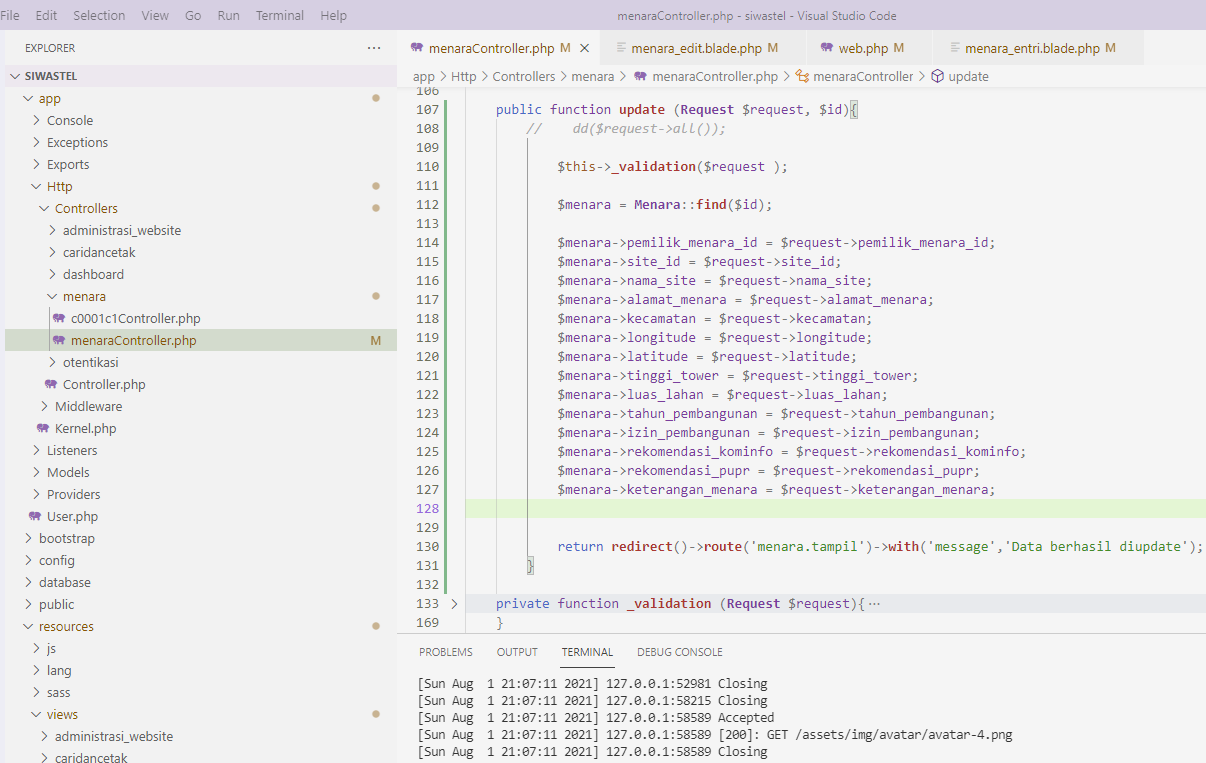 File Edit Selection View Go Run Terminal Help
menaraController.php - siwastel - Visual Studio Code
EXPLORER
SIWASTEL
app
Console
Exceptions
Exports
Http
Controllers
administrasi_website
caridancetak
dashboard
menara
c0001c1Controller.php
menaraController.php M
otentikasi
Controller.php
Middleware
Kernel.php
Listeners
Models
Providers
User.php
bootstrap
config
database
public
resources
js
lang
sass
views
administrasi_website
caridancetak
menaraController.php M menara_edit.blade.php M web.php M menara_entri.blade.php M
app > Http > Controllers > menara > menaraController.php > menaraController > update
106
107 public function update (Request $request, $id){
108 // dd($request->all());
109
110 $this->_validation($request );
111
112 $menara = Menara::find($id);
113
114 $menara->pemilik_menara_id = $request->pemilik_menara_id;
115 $menara->site_id = $request->site_id;
116 $menara->nama_site = $request->nama_site;
117 $menara->alamat_menara = $request->alamat_menara;
118 $menara->kecamatan = $request->kecamatan;
119 $menara->longitude = $request->longitude;
120 $menara->latitude = $request->latitude;
121 $menara->tinggi_tower = $request->tinggi_tower;
122 $menara->luas_lahan = $request->luas_lahan;
123 $menara->tahun_pembangunan = $request->tahun_pembangunan;
124 $menara->izin_pembangunan = $request->izin_pembangunan;
125 $menara->rekomendasi_kominfo = $request->rekomendasi_kominfo;
126 $menara->rekomendasi_pupr = $request->rekomendasi_pupr;
127 $menara->keterangan_menara = $request->keterangan_menara;
128
129
130 return redirect()->route('menara.tampil')->with('message','Data berhasil diupdate');
131 }
132
133 private function _validation (Request $request){ ...
169 }
PROBLEMS OUTPUT TERMINAL DEBUG CONSOLE
[Sun Aug  1 21:07:11 2021] 127.0.0.1:52981 Closing
[Sun Aug  1 21:07:11 2021] 127.0.0.1:58215 Closing
[Sun Aug  1 21:07:11 2021] 127.0.0.1:58589 Accepted
[Sun Aug  1 21:07:11 2021] 127.0.0.1:58589 [200]: GET /assets/img/avatar/avatar-4.png
[Sun Aug  1 21:07:11 2021] 127.0.0.1:58589 Closing